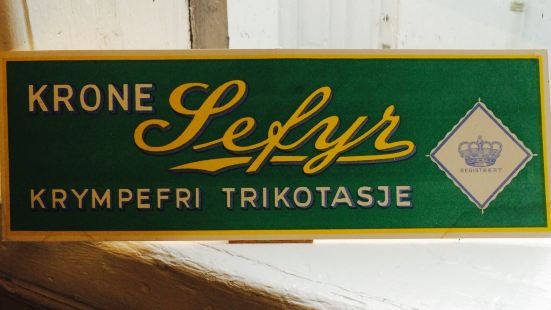 KRONE Sefyr
KRYMPEFRI TRIKOTASJE
REGISTRERT